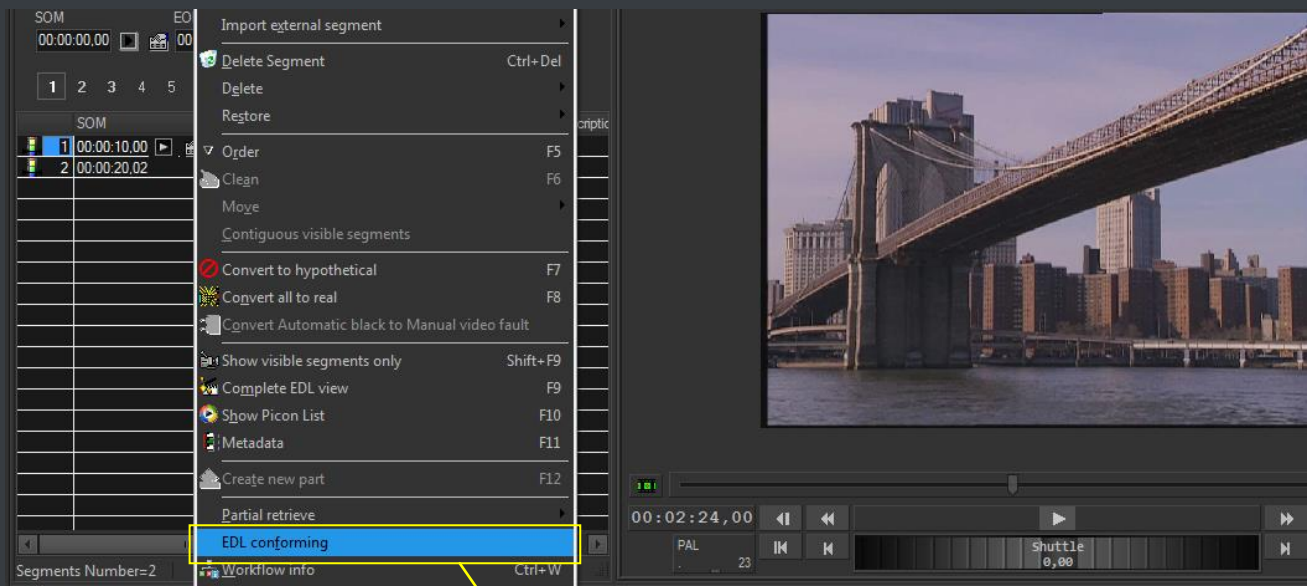 SOM EO
00:00:00,00 00
1 2 3 4 5
SOM
1 00:00:10,00
2 00:00:20,02
Segments Number=2
Import external segment
Delete Segment Ctrl+Del
Delete
Restore
Order F5
Clean F6
Move
Contiguous visible segments
Convert to hypothetical F7
Convert all to real F8
Convert Automatic black to Manual video fault
Show visible segments only Shift+F9
Complete EDL view F9
Show Picon List F10
Metadata F11
Create new part F12
Partial retrieve
EDL conforming
Workflow info Ctrl+W
criptio
00:02:24,00
PAL
23
Shuttle
0,00